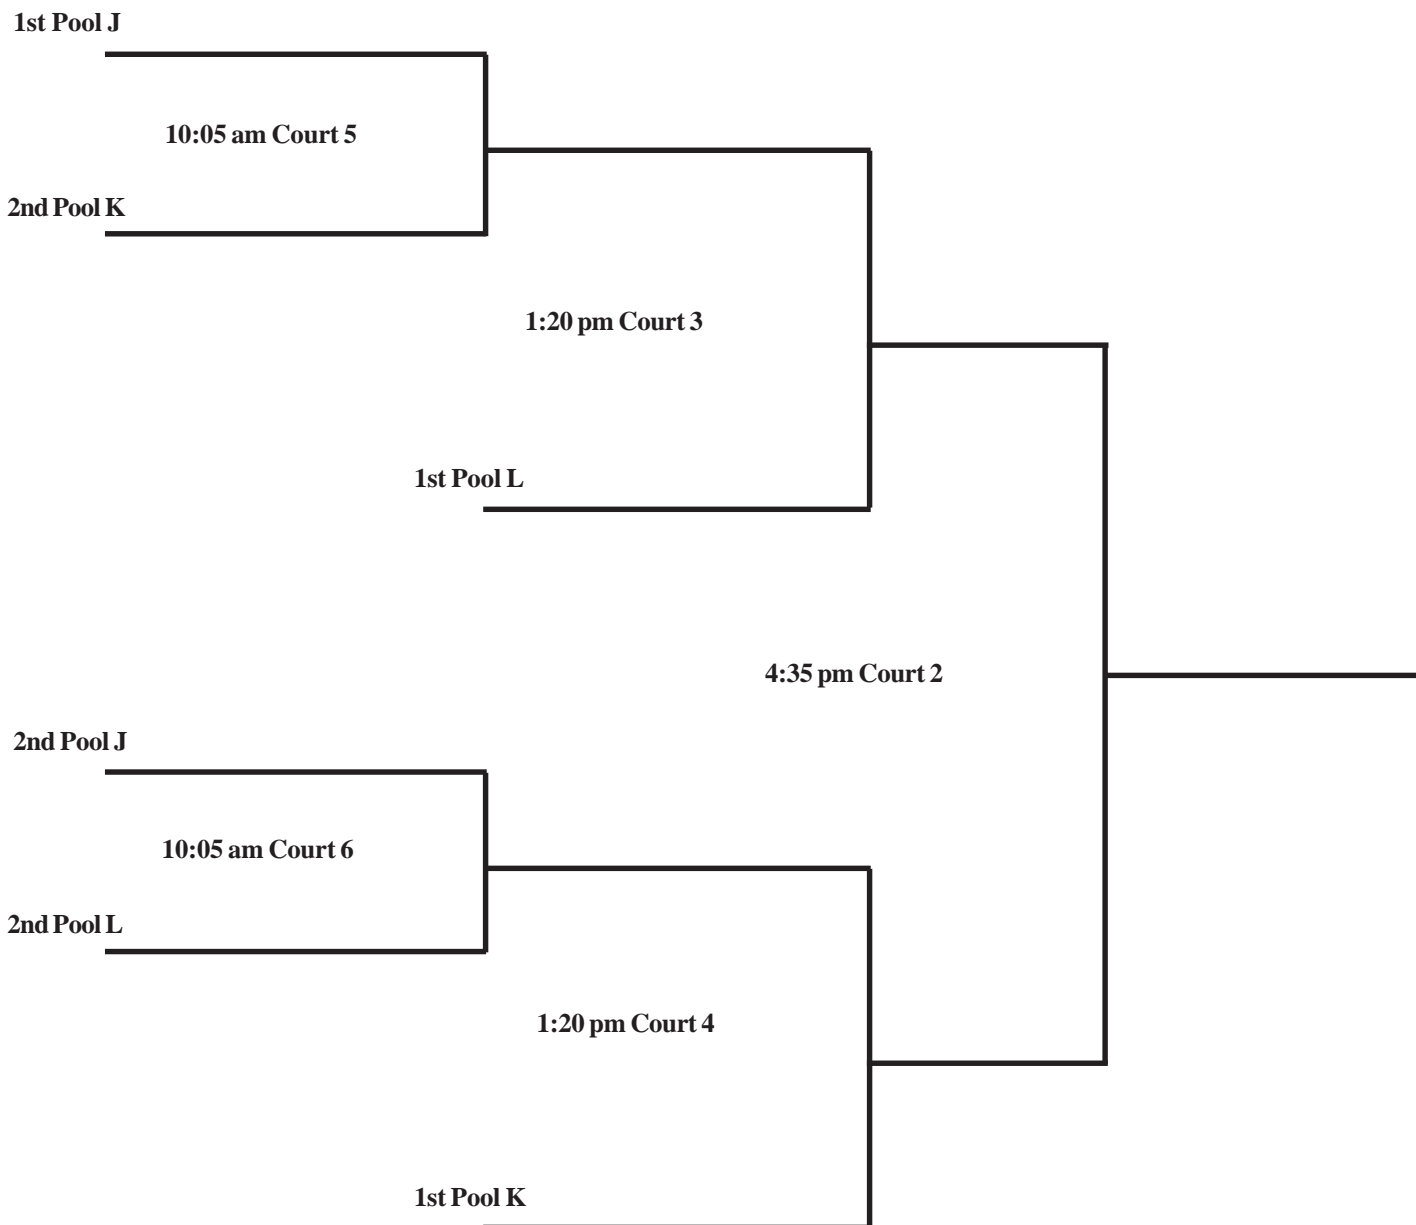 1st Pool J
10:05 am Court 5
2nd Pool K
1:20 pm Court 3
1st Pool L
4:35 pm Court 2
2nd Pool J
10:05 am Court 6
2nd Pool L
1:20 pm Court 4
1st Pool K